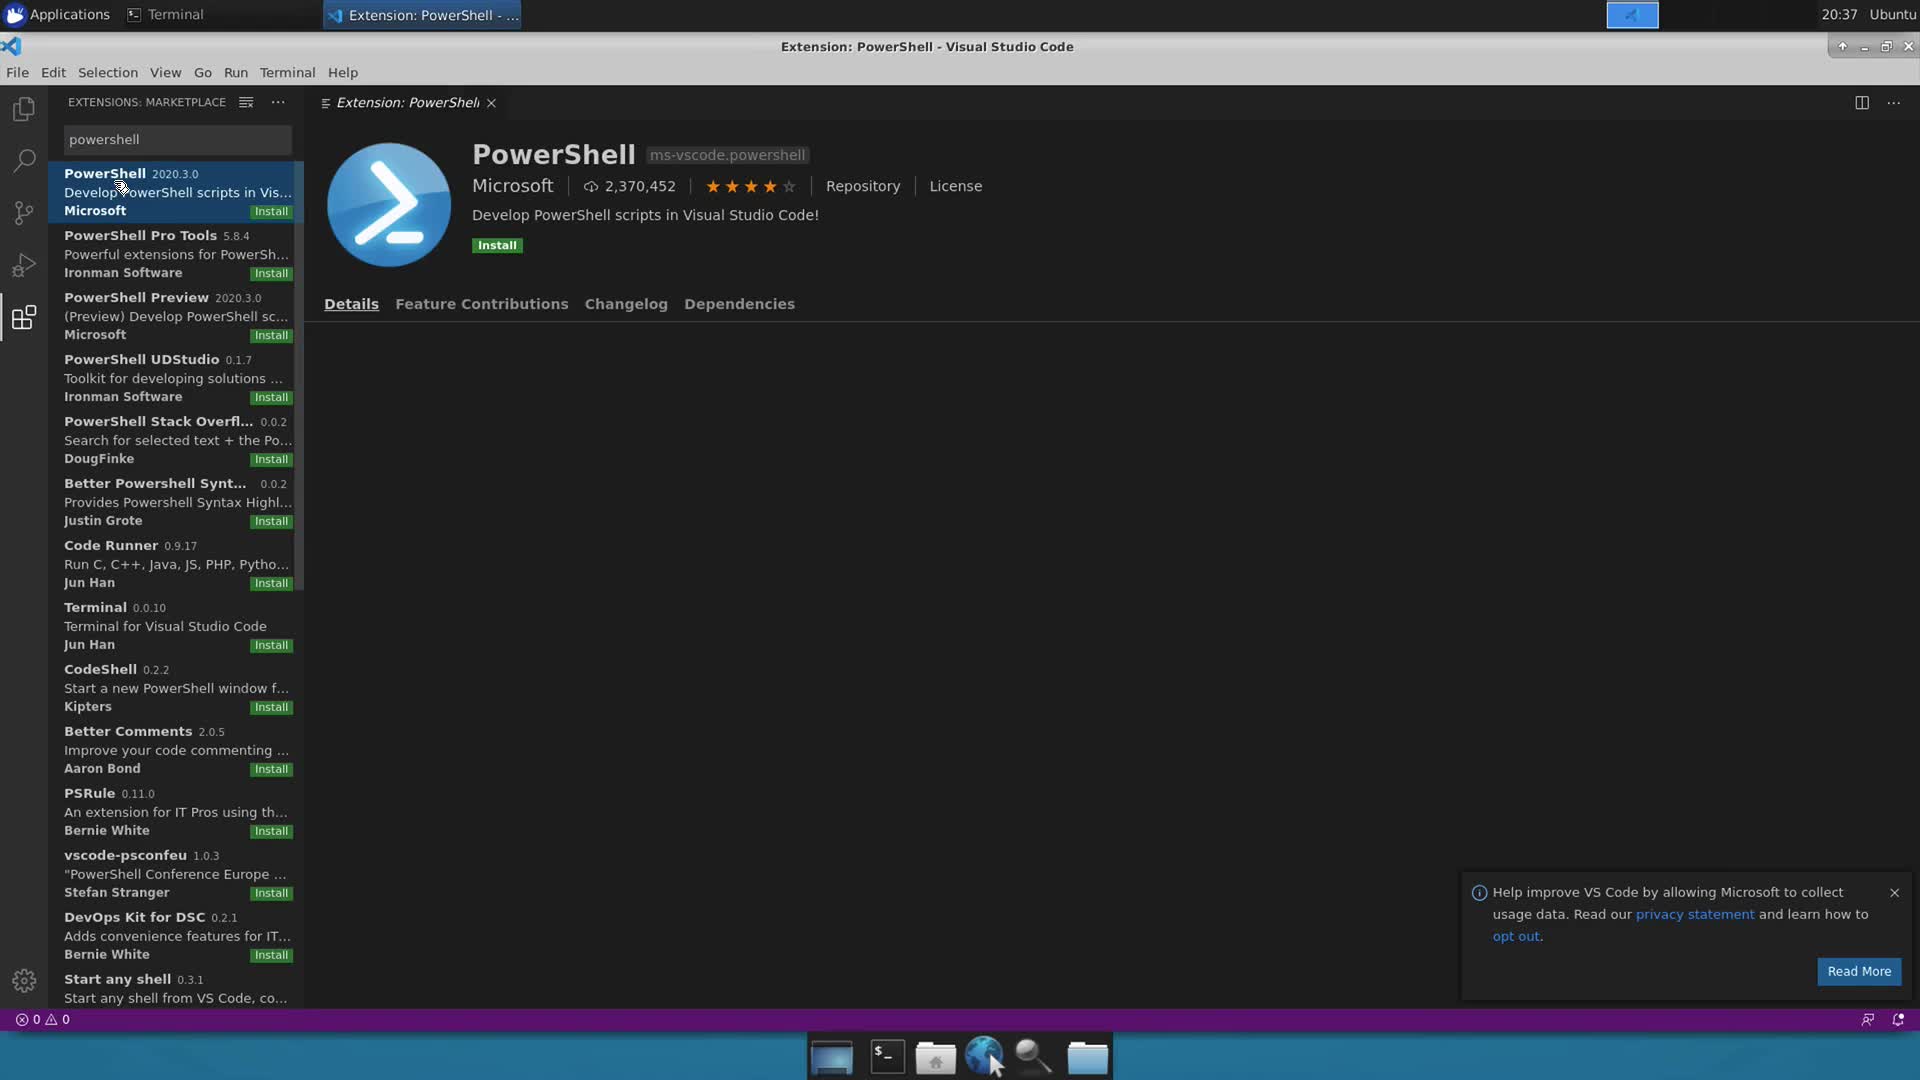 Applications
Terminal
Extension: PowerShell - ...
20:37 Ubuntu
Extension: PowerShell - Visual Studio Code
File Edit Selection View Go Run Terminal Help
EXTENSIONS: MARKETPLACE
Extension: PowerShell
powershell
PowerShell 2020.3.0
Develop PowerShell scripts in Vis...
Microsoft Install
PowerShell Pro Tools 5.8.4
Powerful extensions for PowerSh...
Ironman Software Install
PowerShell Preview 2020.3.0
(Preview) Develop PowerShell sc...
Microsoft Install
PowerShell UDStudio 0.1.7
Toolkit for developing solutions ...
Ironman Software Install
PowerShell Stack Overfl... 0.0.2
Search for selected text + the Po...
DougFinke Install
Better Powershell Synt... 0.0.2
Provides Powershell Syntax Highl...
Justin Grote Install
Code Runner 0.9.17
Run C, C++, Java, JS, PHP, Pytho...
Jun Han Install
Terminal 0.0.10
Terminal for Visual Studio Code
Jun Han Install
CodeShell 0.2.2
Start a new PowerShell window f...
Kipters Install
Better Comments 2.0.5
Improve your code commenting ...
Aaron Bond Install
PSRule 0.11.0
An extension for IT Pros using th...
Bernie White Install
vscode-psconfeu 1.0.3
"PowerShell Conference Europe ...
Stefan Stranger Install
DevOps Kit for DSC 0.2.1
Adds convenience features for IT...
Bernie White Install
Start any shell 0.3.1
Start any shell from VS Code, co...
PowerShell ms-vscode.powershell
Microsoft 2,370,452 Repository License
Develop PowerShell scripts in Visual Studio Code!
Install
Details Feature Contributions Changelog Dependencies
Help improve VS Code by allowing Microsoft to collect
usage data. Read our privacy statement and learn how to
opt out.
Read More
0 0
$_